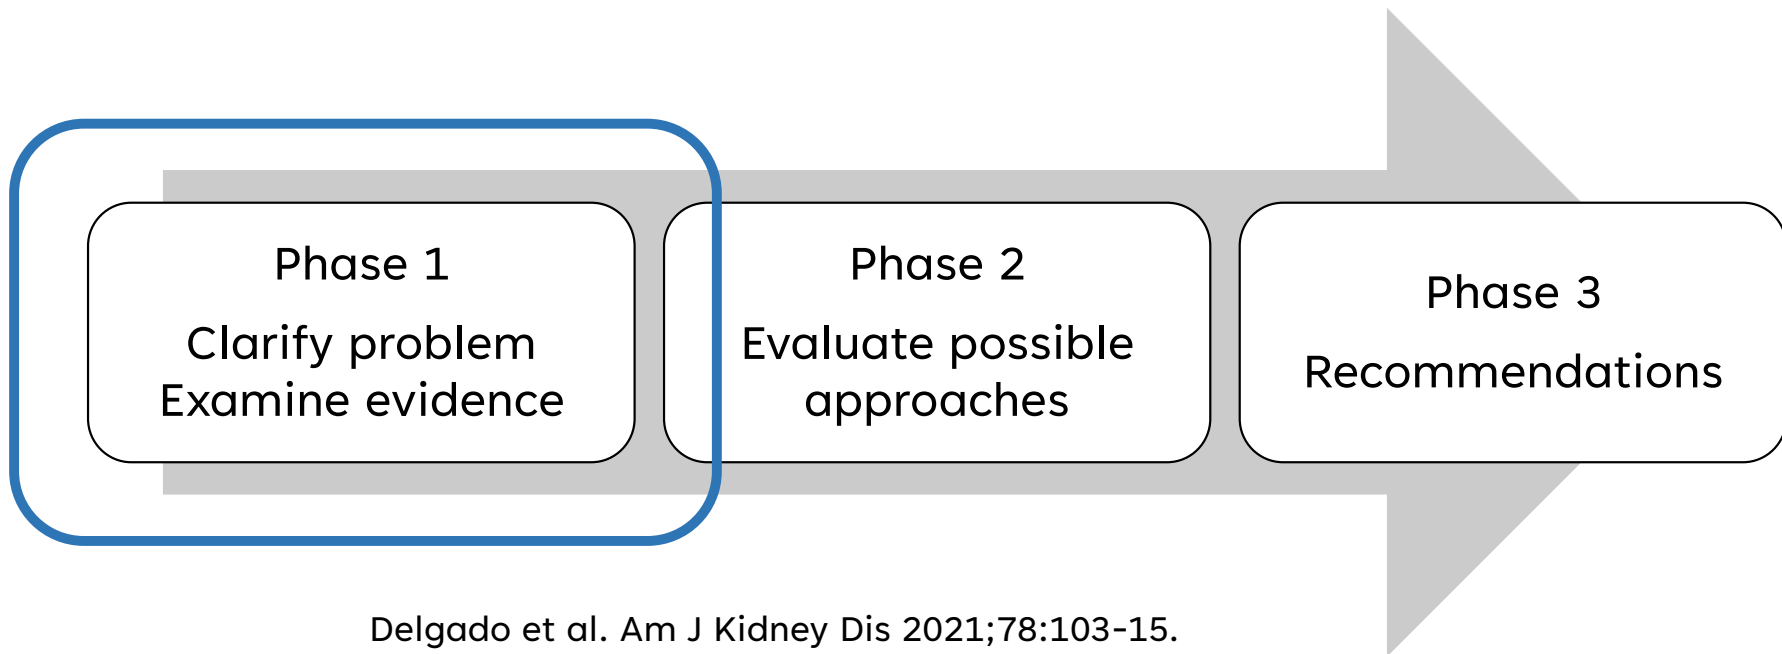 Phase 1
Clarify problem
Examine evidence
Phase 2
Evaluate possible
approaches
Phase 3
Recommendations
Delgado et al. Am J Kidney Dis 2021;78:103-15.